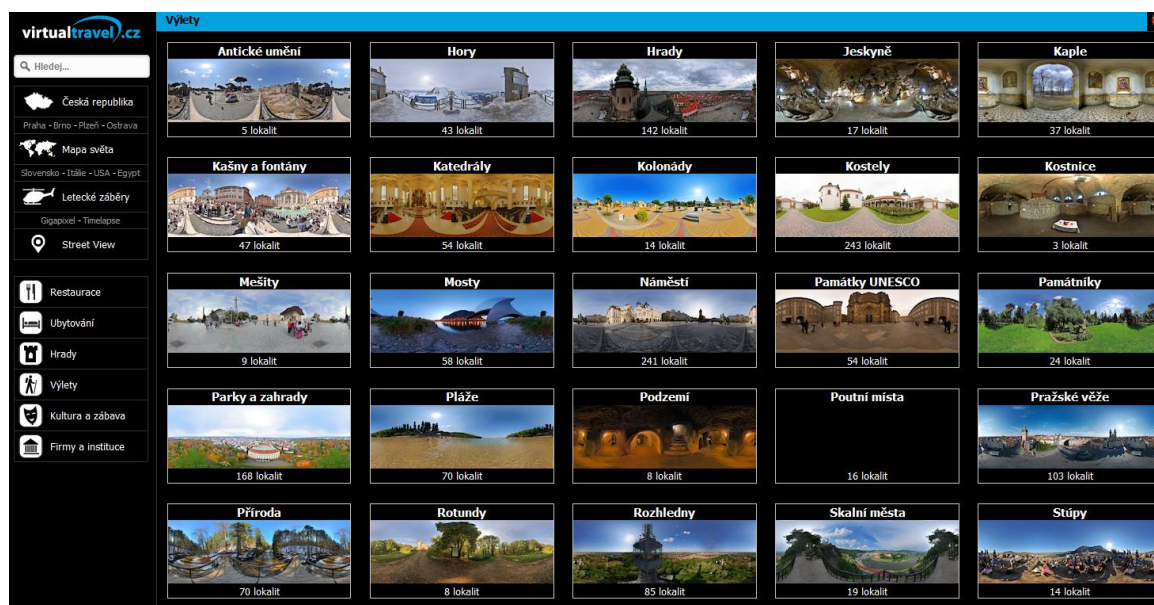 virtualtravel.cz
Hledej...
Česká republika
Praha - Brno - Plzeň - Ostrava
Mapa světa
Slovensko - Itálie - USA - Egypt
Letecké záběry
Gigapixel - Timelapse
Street View
Restaurace
Ubytování
Hrady
Výlety
Kultura a zábava
Firmy a instituce
Výlety
Antické umění
5 lokalit
Hory
43 lokalit
Hrady
142 lokalit
Jeskyně
17 lokalit
Kaple
37 lokalit
Kašny a fontány
47 lokalit
Katedrály
54 lokalit
Kolonády
14 lokalit
Kostely
243 lokalit
Kostnice
3 lokalit
Mešity
9 lokalit
Mosty
58 lokalit
Náměstí
241 lokalit
Památky UNESCO
54 lokalit
Památníky
24 lokalit
Parky a zahrady
168 lokalit
Pláže
70 lokalit
Podzemí
8 lokalit
Poutní místa
16 lokalit
Pražské věže
103 lokalit
Příroda
70 lokalit
Rotundy
8 lokalit
Rozhledny
85 lokalit
Skalní města
19 lokalit
Stúpy
14 lokalit